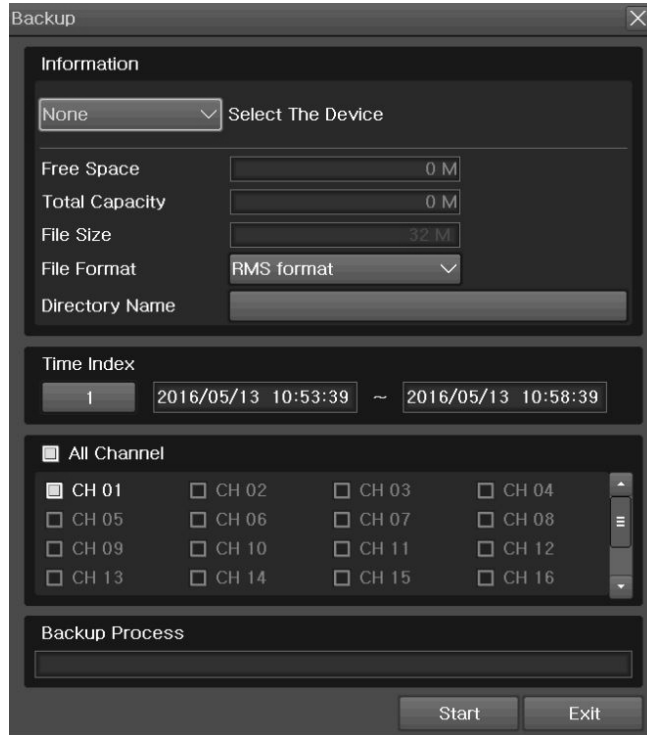 Backup
Information
None Select The Device
Free Space 0 M
Total Capacity 0 M
File Size 32 M
File Format RMS format
Directory Name
Time Index
1 2016/05/13 10:53:39 ~ 2016/05/13 10:58:39
All Channel
CH 01 CH 02 CH 03 CH 04
CH 05 CH 06 CH 07 CH 08
CH 09 CH 10 CH 11 CH 12
CH 13 CH 14 CH 15 CH 16
Backup Process
Start Exit